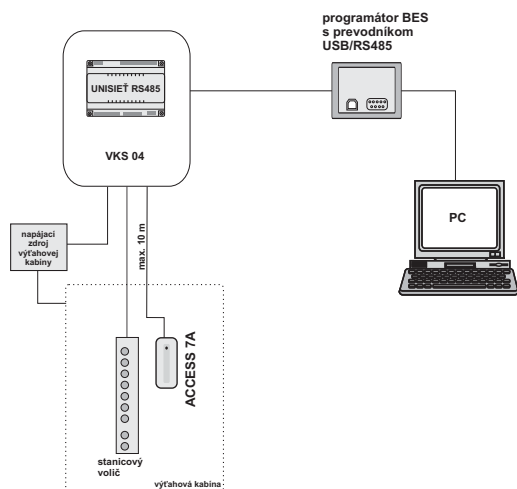 programátor BES
s prevodníkom
USB/RS485
UNISIEŤ RS485
VKS 04
PC
napájací
zdroj
výťahovej
kabíny
max. 10 m
ACCESS 7A
stanicový
volič
výťahová kabína